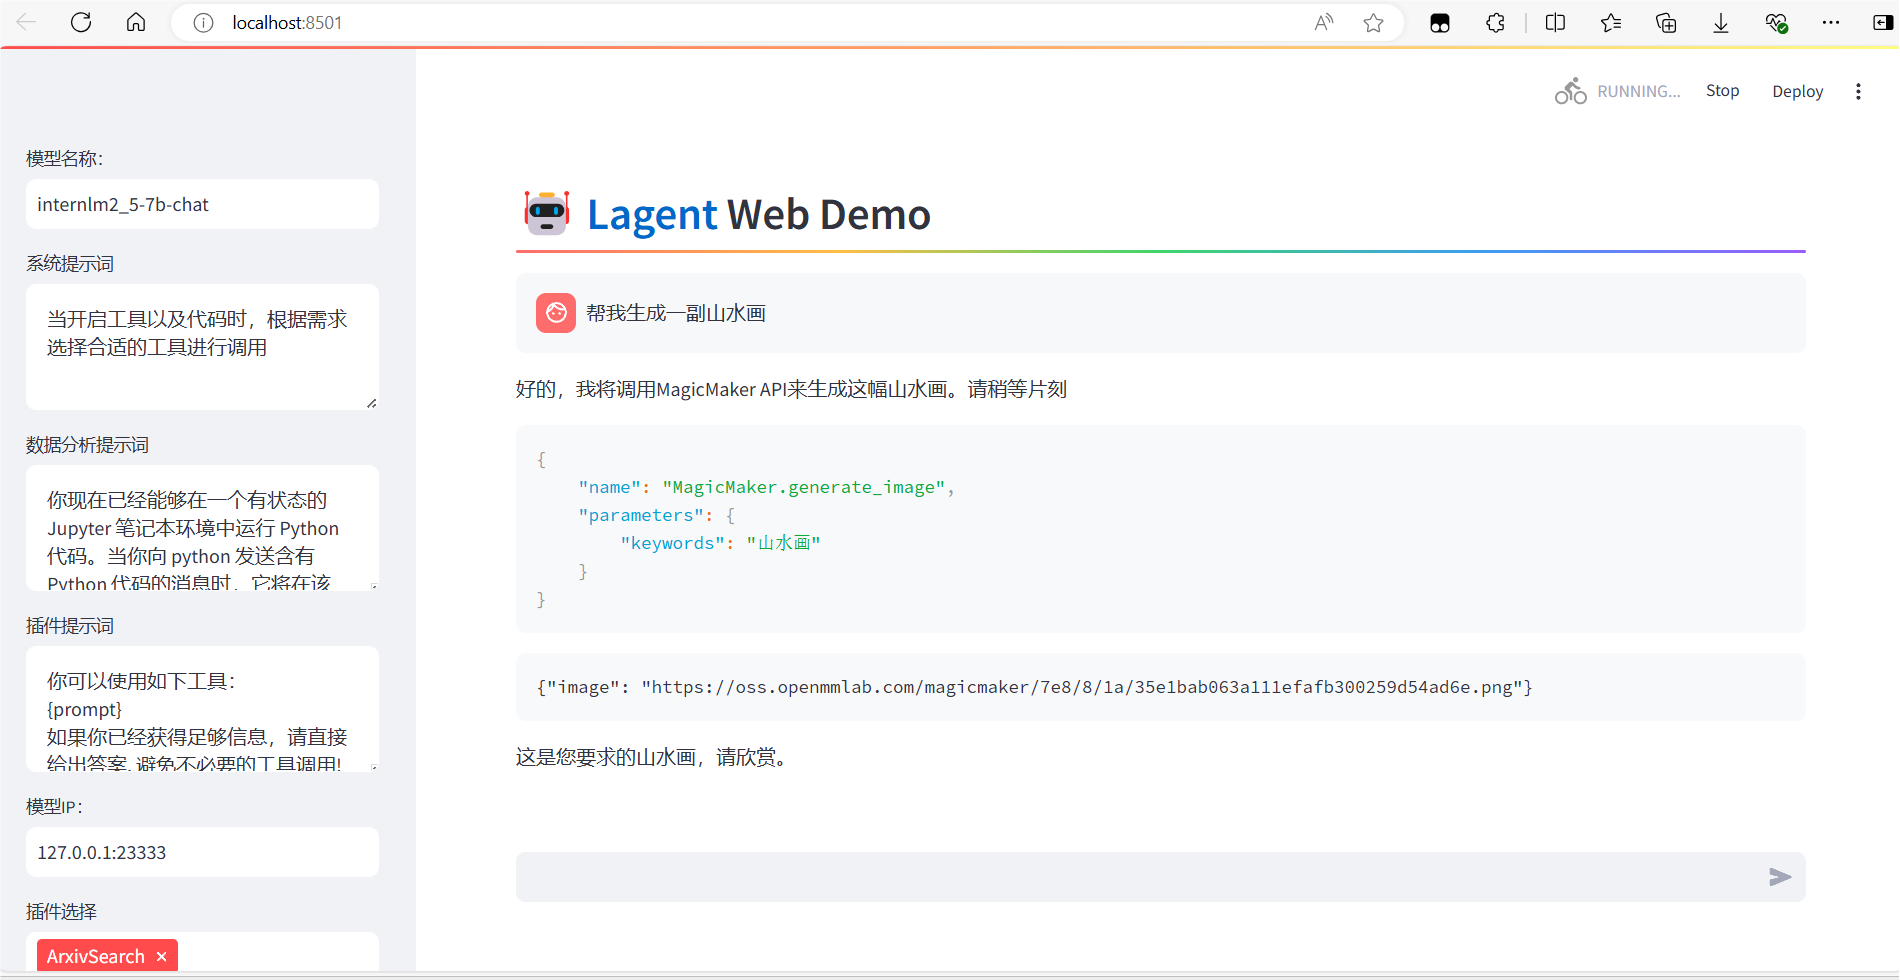 localhost:8501
RUNNING...
Stop
Deploy
模型名称：
internlm2_5-7b-chat
系统提示词
当开启工具以及代码时，根据需求
选择合适的工具进行调用
数据分析提示词
你现在已经能够在一个有状态的
Jupyter 笔记本环境中运行 Python
代码。当你向 python 发送含有
Python 代码的消息时，它将在该
插件提示词
你可以使用如下工具：
{prompt}
如果你已经获得足够信息，请直接
给出答案. 避免不必要的工具调用!
模型IP：
127.0.0.1:23333
插件选择
ArxivSearch ×
Lagent Web Demo
帮我生成一副山水画
好的，我将调用MagicMaker API来生成这幅山水画。请稍等片刻
{
    "name": "MagicMaker.generate_image",
    "parameters": {
        "keywords": "山水画"
    }
}
{"image": "https://oss.openmmlab.com/magicmaker/7e8/8/1a/35e1bab063a111efafb300259d54ad6e.png"}
这是您要求的山水画，请欣赏。